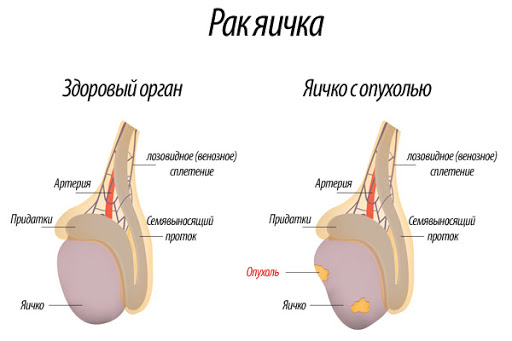 Рак яичка
Здоровый орган
Яичко с опухолью
лозовидное (венозное)
сплетение
Артерия
Придатки
Семявыносящий
проток
Яичко
лозовидное (венозное)
сплетение
Артерия
Придатки
Семявыносящий
проток
Опухоль
Яичко